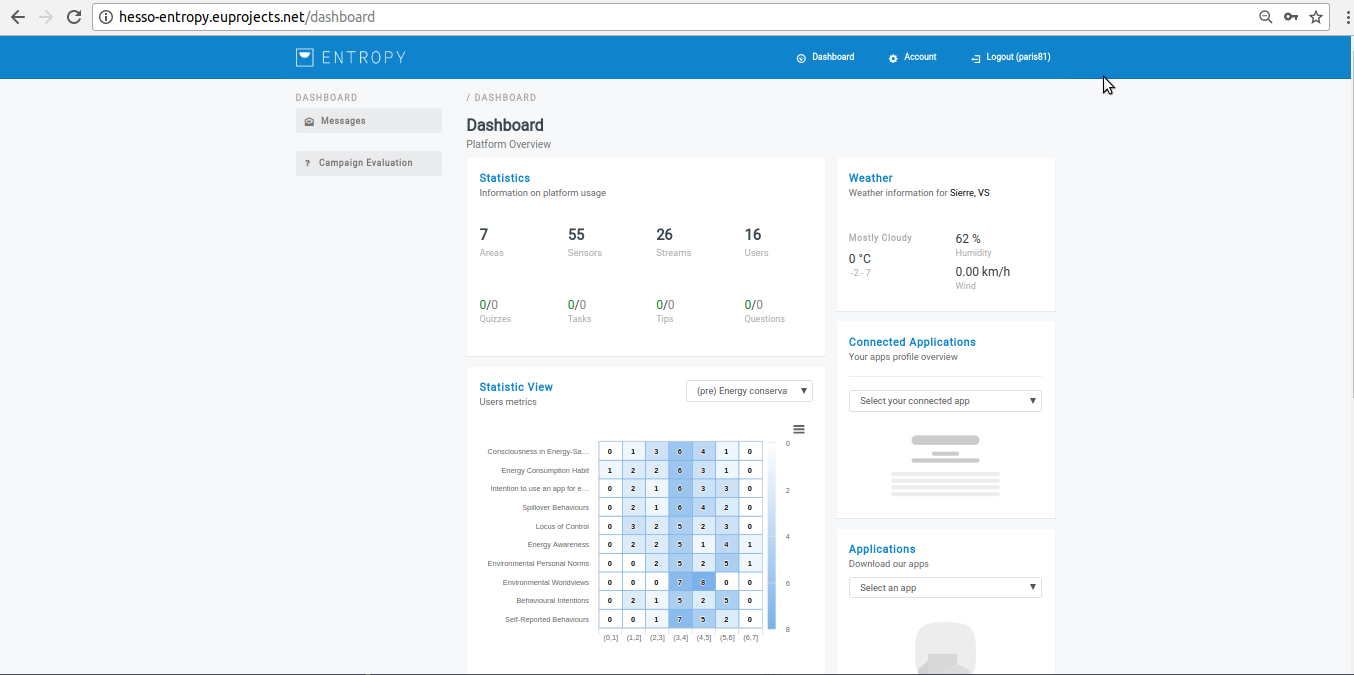 hesso-entropy.euprojects.net/dashboard
ENTROPY
Dashboard
Account
Logout (paris81)
DASHBOARD
Messages
Campaign Evaluation
/ DASHBOARD
Dashboard
Platform Overview
Statistics
Information on platform usage
7 55 26 16
Areas Sensors Streams Users
0/0 0/0 0/0 0/0
Quizzes Tasks Tips Questions
Weather
Weather information for Sierre, VS
Mostly Cloudy
0 °C
-2 - 7
62 %
Humidity
0.00 km/h
Wind
Statistic View
Users metrics
(pre) Energy conserva
Consciousness in Energy-Sa... 0 1 3 6 4 1 0
Energy Consumption Habit 1 2 2 6 3 1 0
Intention to use an app for e... 0 2 1 6 3 3 0
Spillover Behaviours 0 2 1 6 4 2 0
Locus of Control 0 3 2 5 2 3 0
Energy Awareness 0 2 2 5 1 4 1
Environmental Personal Norms 0 0 2 5 2 5 1
Environmental Worldviews 0 0 0 7 8 0 0
Behavioural Intentions 0 2 1 5 2 5 0
Self-Reported Behaviours 0 0 1 7 5 2 0
(0,1] (1,2] (2,3] (3,4] (4,5] (5,6] (6,7]
0
2
4
6
8
Connected Applications
Your apps profile overview
Select your connected app
Applications
Download our apps
Select an app